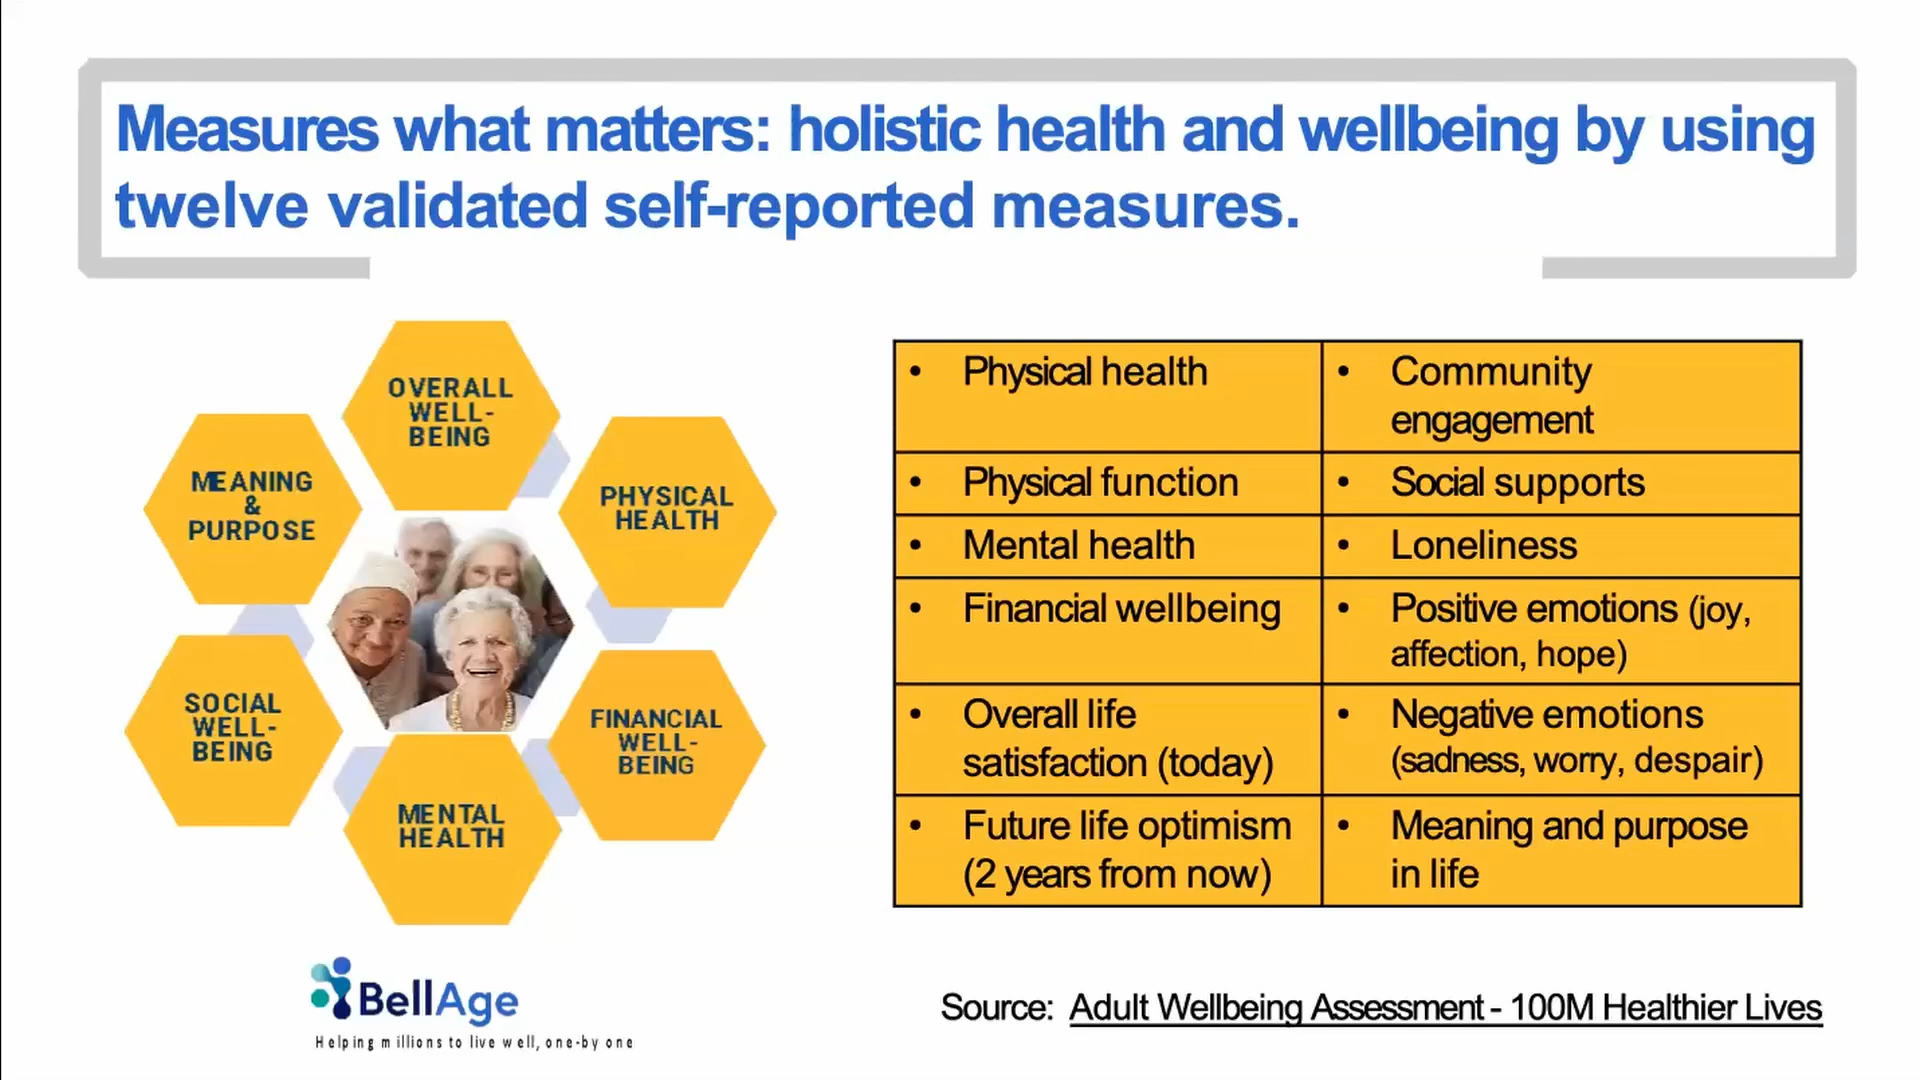 Measures what matters: holistic health and wellbeing by using
twelve validated self-reported measures.
OVERALL
WELL-
BEING
MEANING
&
PURPOSE
PHYSICAL
HEALTH
SOCIAL
WELL-
BEING
FINANCIAL
WELL-
BEING
MENTAL
HEALTH
• Physical health
• Community
engagement
• Physical function
• Social supports
• Mental health
• Loneliness
• Financial wellbeing
• Positive emotions (joy,
affection, hope)
• Overall life
satisfaction (today)
• Negative emotions
(sadness, worry, despair)
• Future life optimism
(2 years from now)
• Meaning and purpose
in life
BellAge
Helping millions to live well, one-by one
Source: Adult Wellbeing Assessment - 100M Healthier Lives